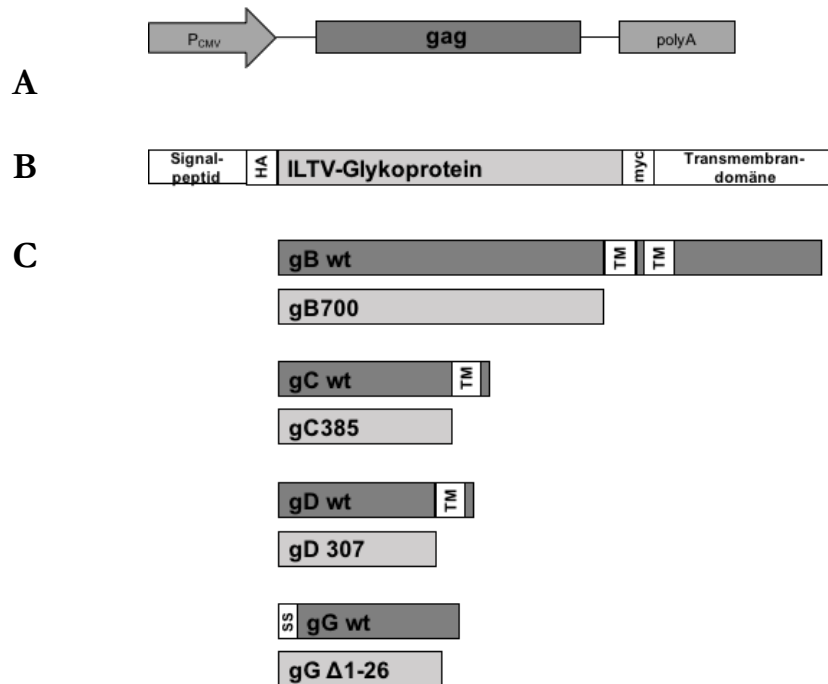 P_CMV gag polyA
A
B
Signal-
peptid
HA
ILTV-Glykoprotein
myc
Transmembran-
domäne
C
gB wt TM TM
gB700
gC wt TM
gC385
gD wt TM
gD 307
SS gG wt
gG Δ1-26